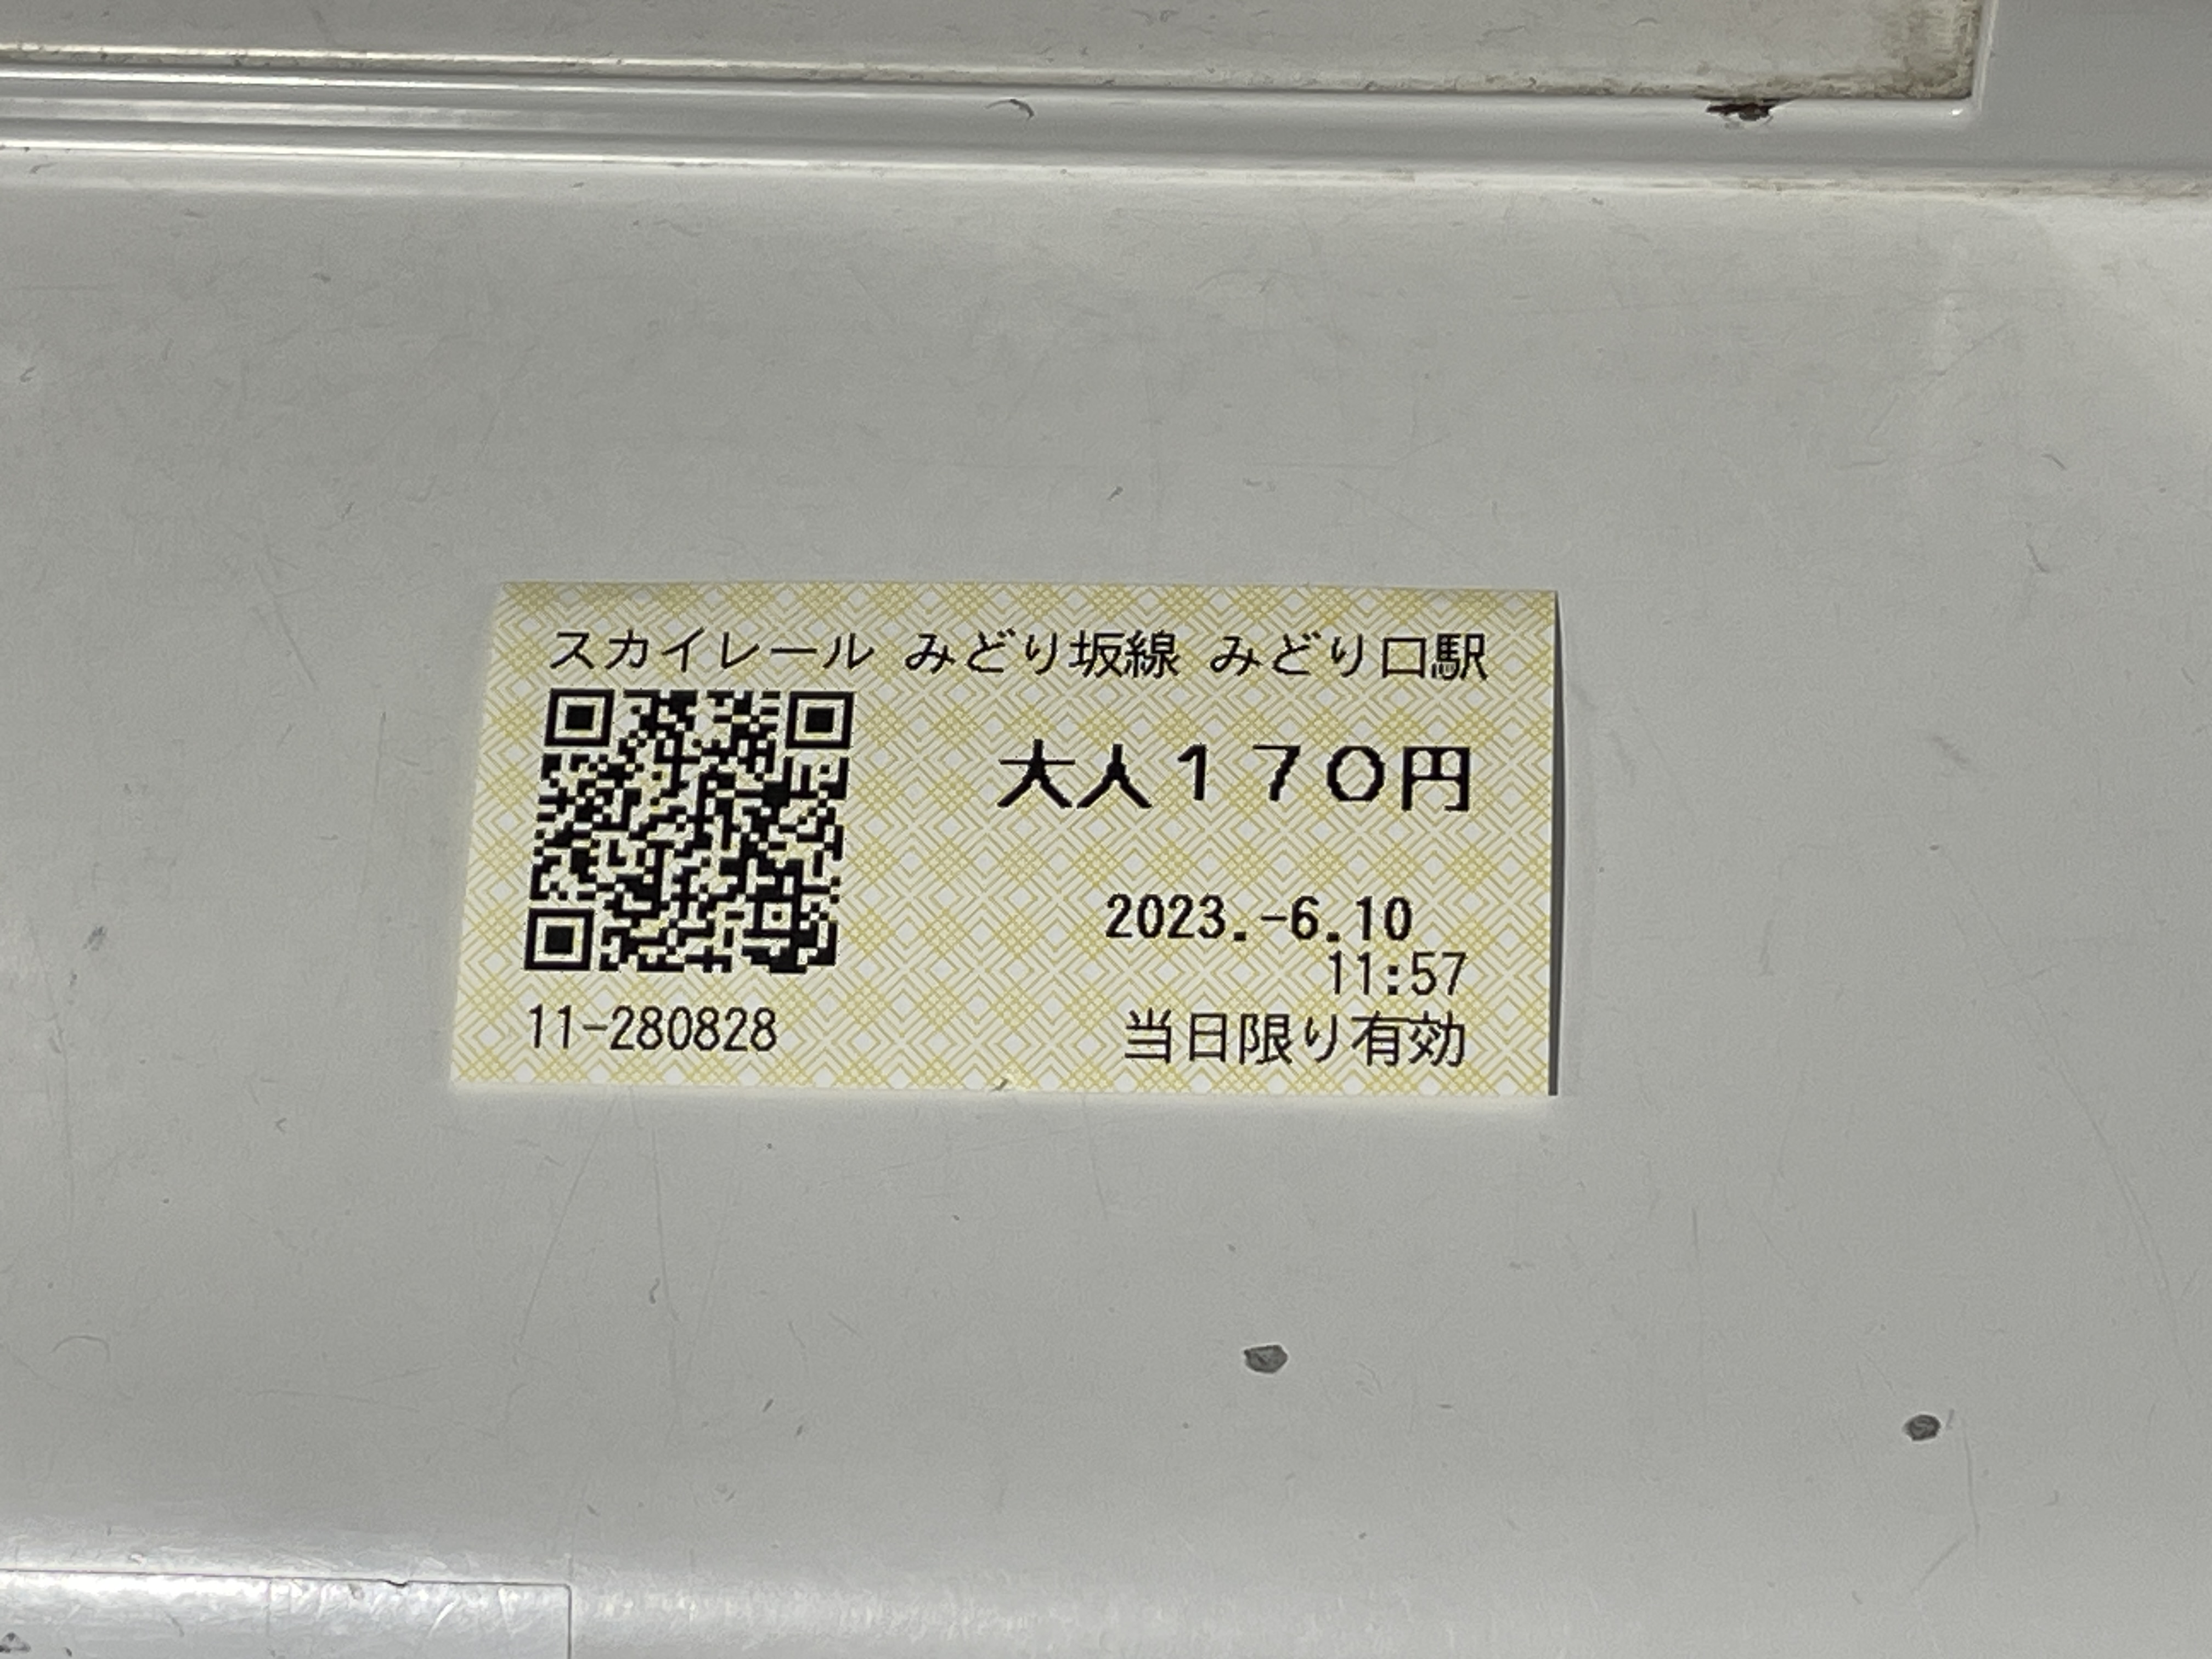 スカイレール みどり坂線 みどり口駅
大人１７０円
2023.-6.10
11:57
11-280828 当日限り有効